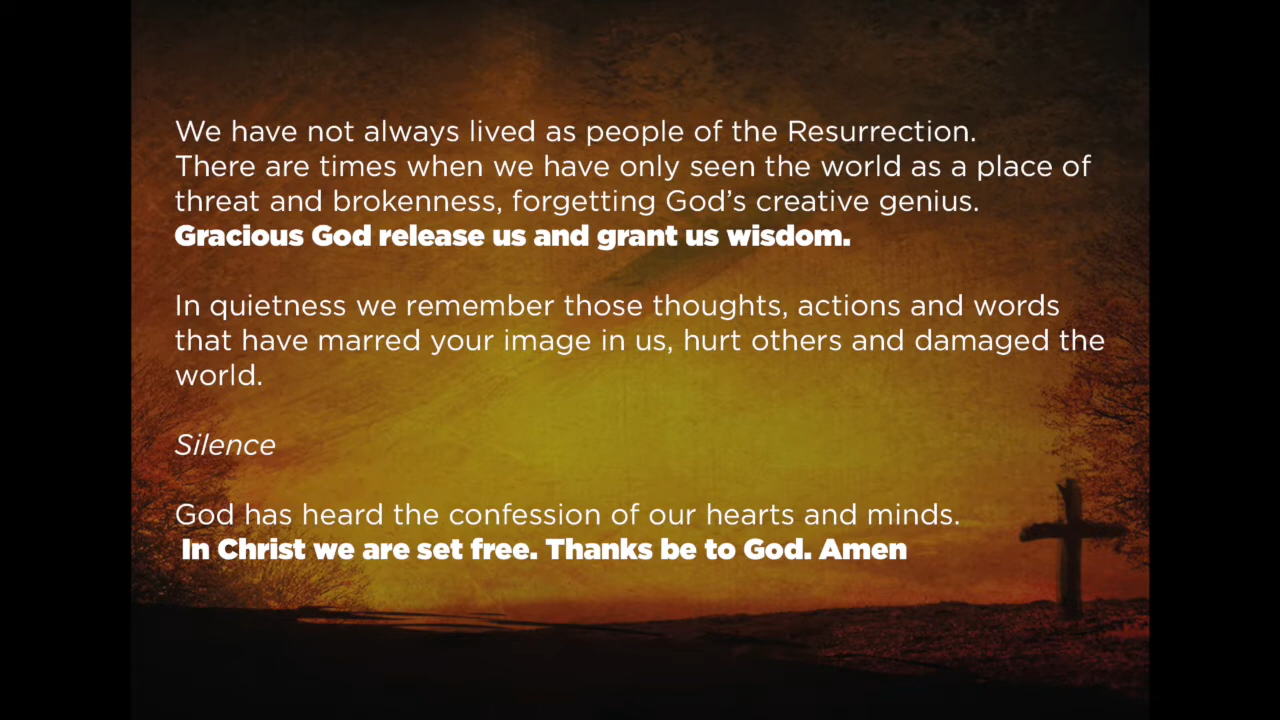 We have not always lived as people of the Resurrection.
There are times when we have only seen the world as a place of
threat and brokenness, forgetting God’s creative genius.
Gracious God release us and grant us wisdom.
In quietness we remember those thoughts, actions and words
that have marred your image in us, hurt others and damaged the
world.
Silence
God has heard the confession of our hearts and minds.
In Christ we are set free. Thanks be to God. Amen